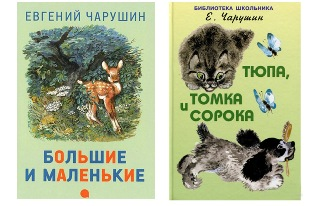 ЕВГЕНИЙ ЧАРУШИН
БОЛЬШИЕ
И МАЛЕНЬКИЕ
БИБЛИОТЕКА ШКОЛЬНИКА
Е. Чарушин
ТЮПА,
ТОМКА
И
СОРОКА